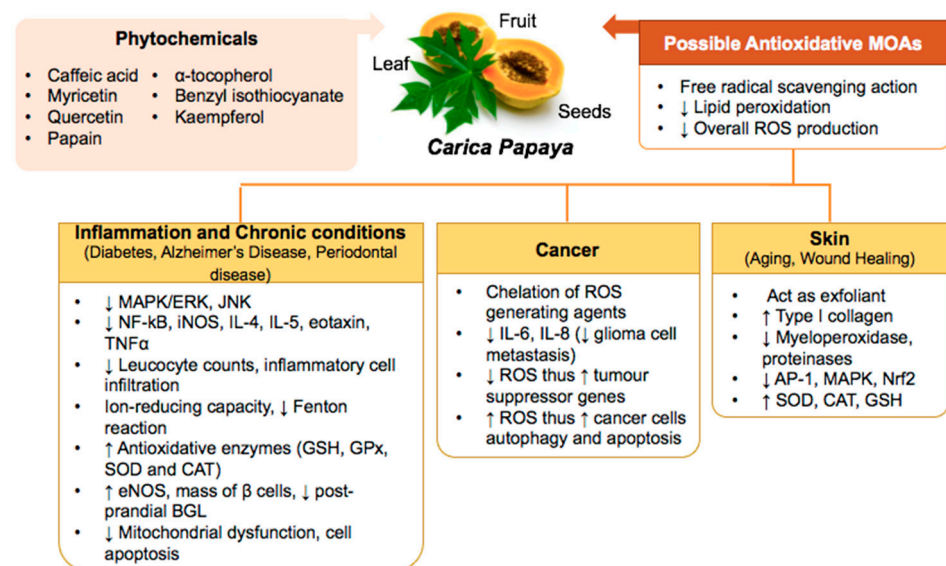 Phytochemicals
• Caffeic acid
• Myricetin
• Quercetin
• Papain
• α-tocopherol
• Benzyl isothiocyanate
• Kaempferol
Fruit
Leaf
Seeds
Carica Papaya
Possible Antioxidative MOAs
• Free radical scavenging action
• ↓ Lipid peroxidation
• ↓ Overall ROS production
Inflammation and Chronic conditions
(Diabetes, Alzheimer's Disease, Periodontal
disease)
• ↓ MAPK/ERK, JNK
• ↓ NF-kB, iNOS, IL-4, IL-5, eotaxin,
TNFα
• ↓ Leucocyte counts, inflammatory cell
infiltration
• Ion-reducing capacity, ↓ Fenton
reaction
• ↑ Antioxidative enzymes (GSH, GPx,
SOD and CAT)
• ↑ eNOS, mass of β cells, ↓ post-
prandial BGL
• ↓ Mitochondrial dysfunction, cell
apoptosis
Cancer
• Chelation of ROS
generating agents
• ↓ IL-6, IL-8 (↓ glioma cell
metastasis)
• ↓ ROS thus ↑ tumour
suppressor genes
• ↑ ROS thus ↑ cancer cells
autophagy and apoptosis
Skin
(Aging, Wound Healing)
• Act as exfoliant
• ↑ Type I collagen
• ↓ Myeloperoxidase,
proteinases
• ↓ AP-1, MAPK, Nrf2
• ↑ SOD, CAT, GSH